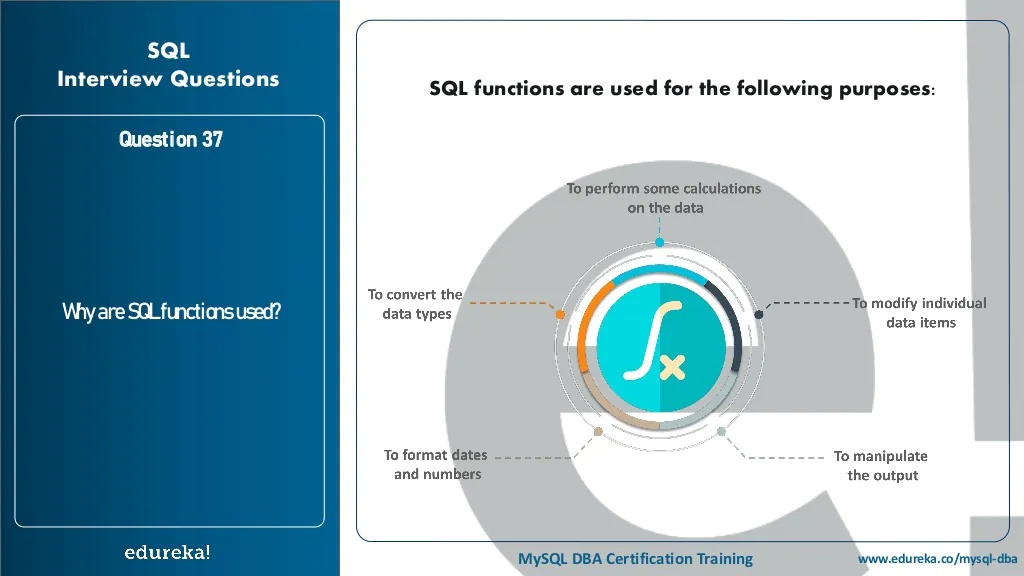 SQL
Interview Questions
Question 37
Why are SQL functions used?
edureka!
SQL functions are used for the following purposes:
To perform some calculations
on the data
To convert the
data types
To modify individual
data items
To format dates
and numbers
To manipulate
the output
MySQL DBA Certification Training
www.edureka.co/mysql-dba